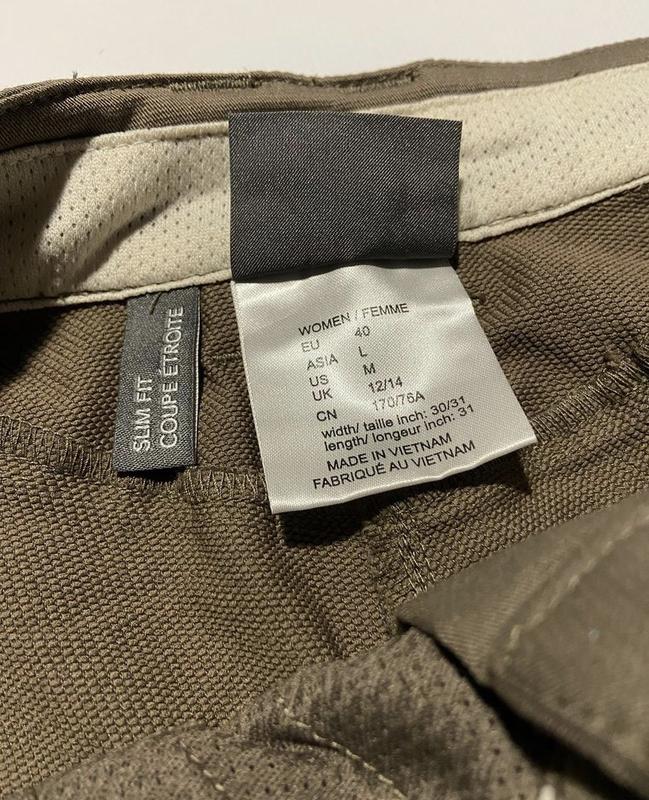 SLIM FIT
COUPE ETROITE
WOMEN / FEMME
EU 40
ASIA L
US M
UK 12/14
CN 170/76A
width/ taille inch: 30/31
length/ longeur inch: 31
MADE IN VIETNAM
FABRIQUÉ AU VIETNAM